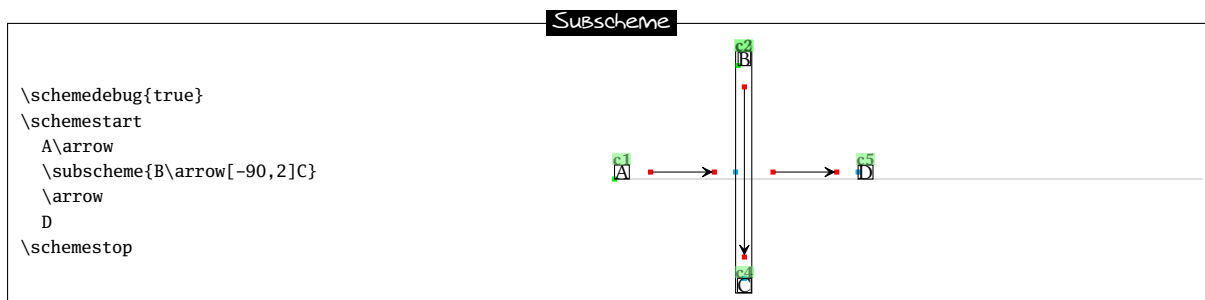 Subscheme
\schemedebug{true}
\schemestart
A\arrow
\subscheme{B\arrow[-90,2]C}
\arrow
D
\schemestop
c2
B
c1
A
c5
D
c4
C